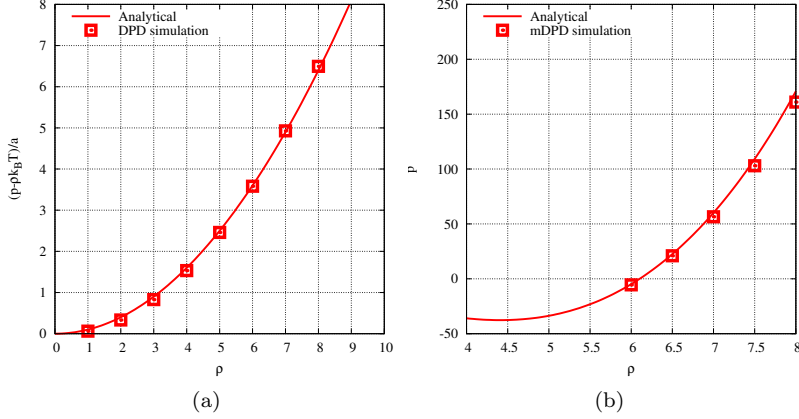 8
7
6
5
4
3
2
1
0
(p-ρk_BT)/a
Analytical
DPD simulation
0 1 2 3 4 5 6 7 8 9 10
ρ
(a)
250
200
150
100
50
0
-50
p
Analytical
mDPD simulation
4 4.5 5 5.5 6 6.5 7 7.5 8
ρ
(b)